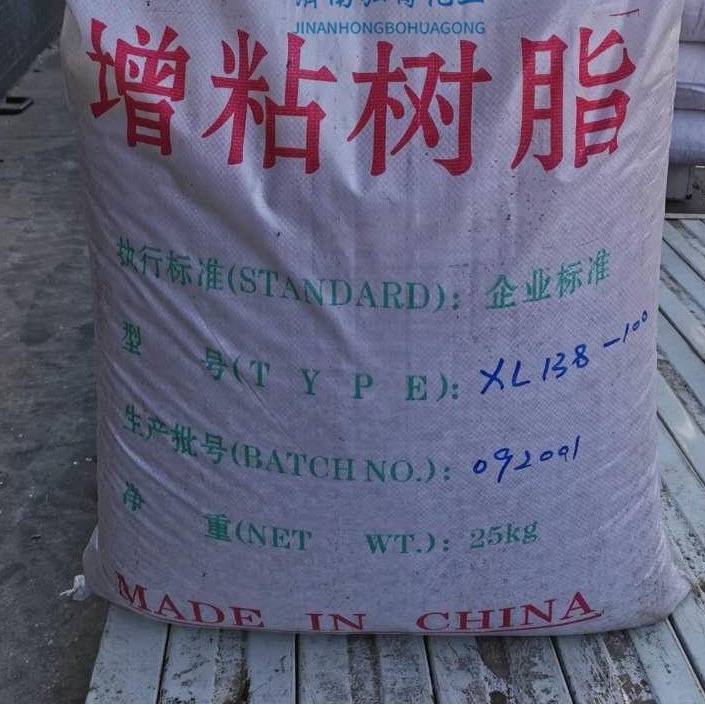 JINANHONGBOHUAGONG
增粘树脂
执行标准(STANDARD): 企业标准
型 号(T Y P E): XL138-100
生产批号(BATCH NO.): 092001
净 重(NET WT.): 25kg
MADE IN CHINA